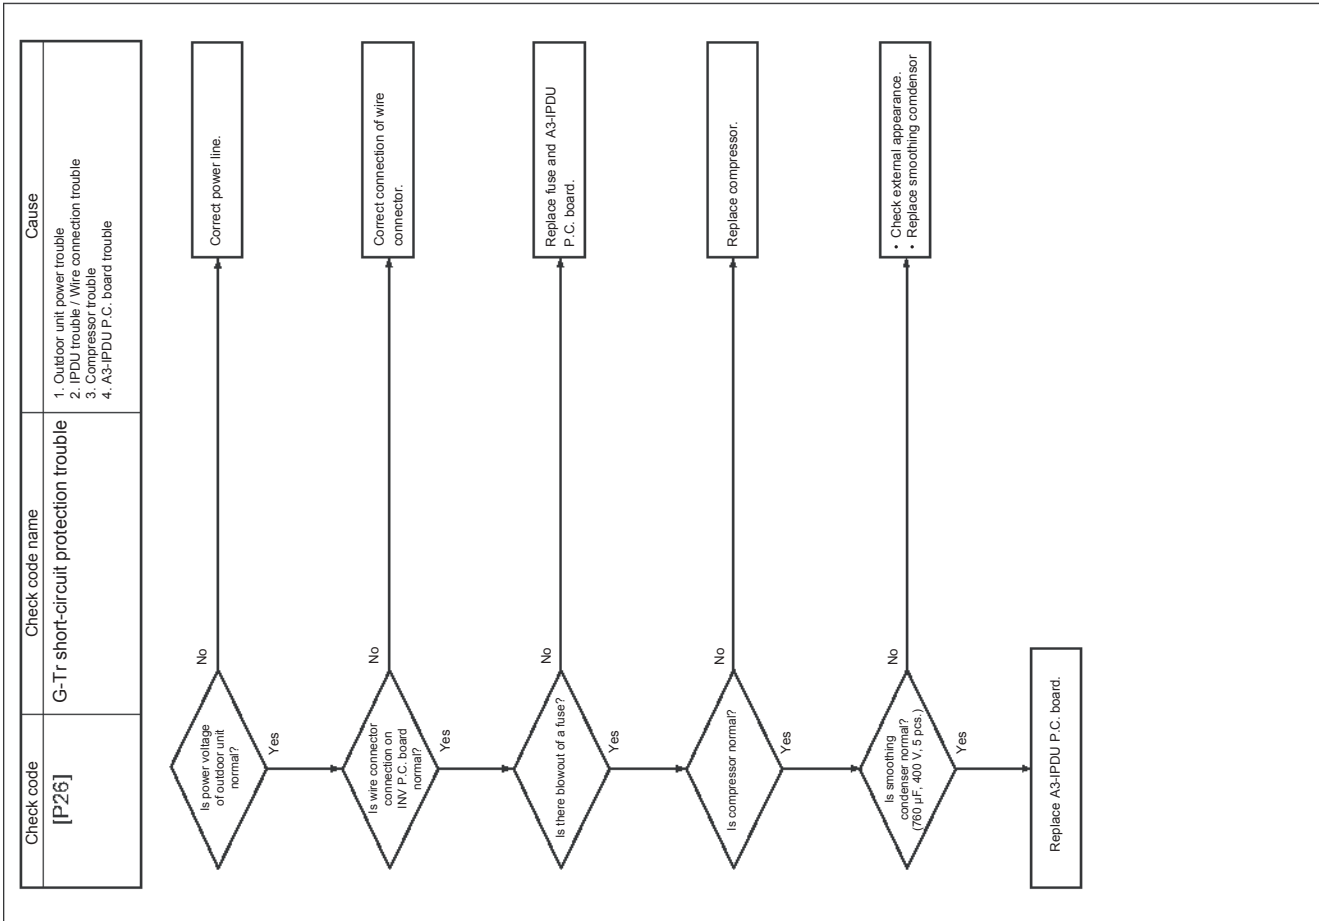 Check code
Check code name
Cause
[P26]
G-Tr short-circuit protection trouble
1. Outdoor unit power trouble
2. IPDU trouble / Wire connection trouble
3. Compressor trouble
4. A3-IPDU P.C. board trouble
Is power voltage
of outdoor unit
normal?
No
Correct power line.
Yes
Is wire connector
connection on
INV P.C. board
normal?
No
Correct connection of wire
connector.
Yes
Is there blowout of a fuse?
No
Replace fuse and A3-IPDU
P.C. board.
Yes
Is compressor normal?
No
Replace compressor.
Yes
Is smoothing
condenser normal?
(760 µF, 400 V, 5 pcs.)
No
• Check external appearance.
• Replace smoothing comdensor
Yes
Replace A3-IPDU P.C. board.